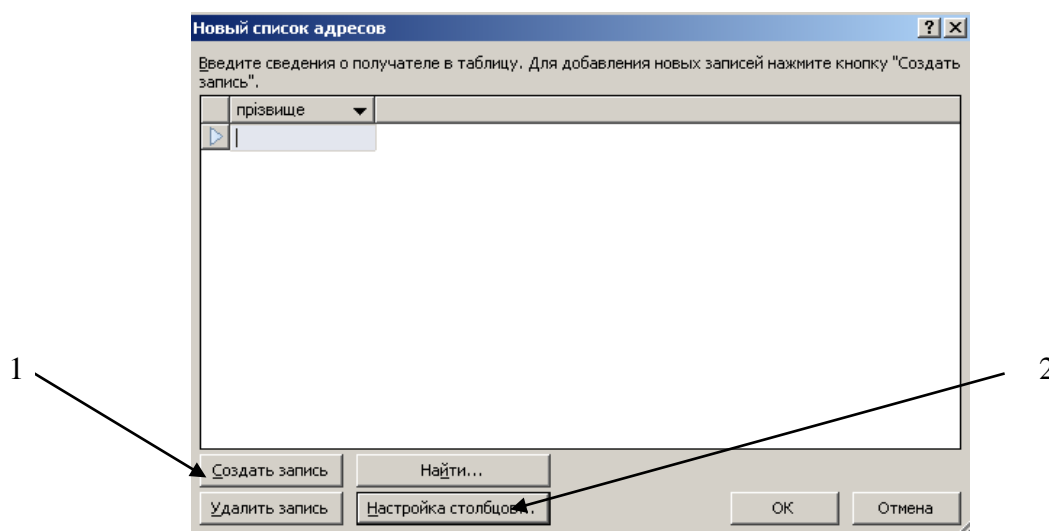 Новый список адресов
Введите сведения о получателе в таблицу. Для добавления новых записей нажмите кнопку "Создать
запись".
прізвище
1
2
Создать запись
Найти...
Удалить запись
Настройка столбцов...
ОК
Отмена